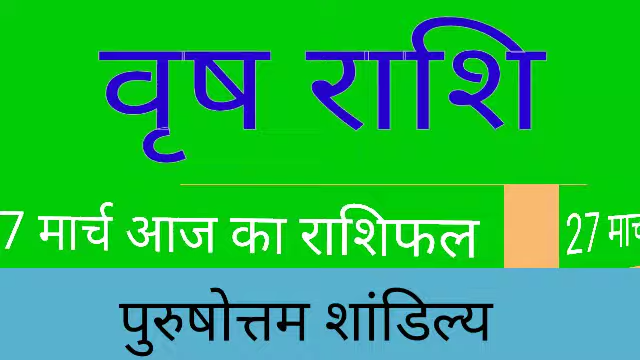 वृष राशि
7 मार्च आज का राशिफल 27 मार्च
पुरुषोत्तम शांडिल्य